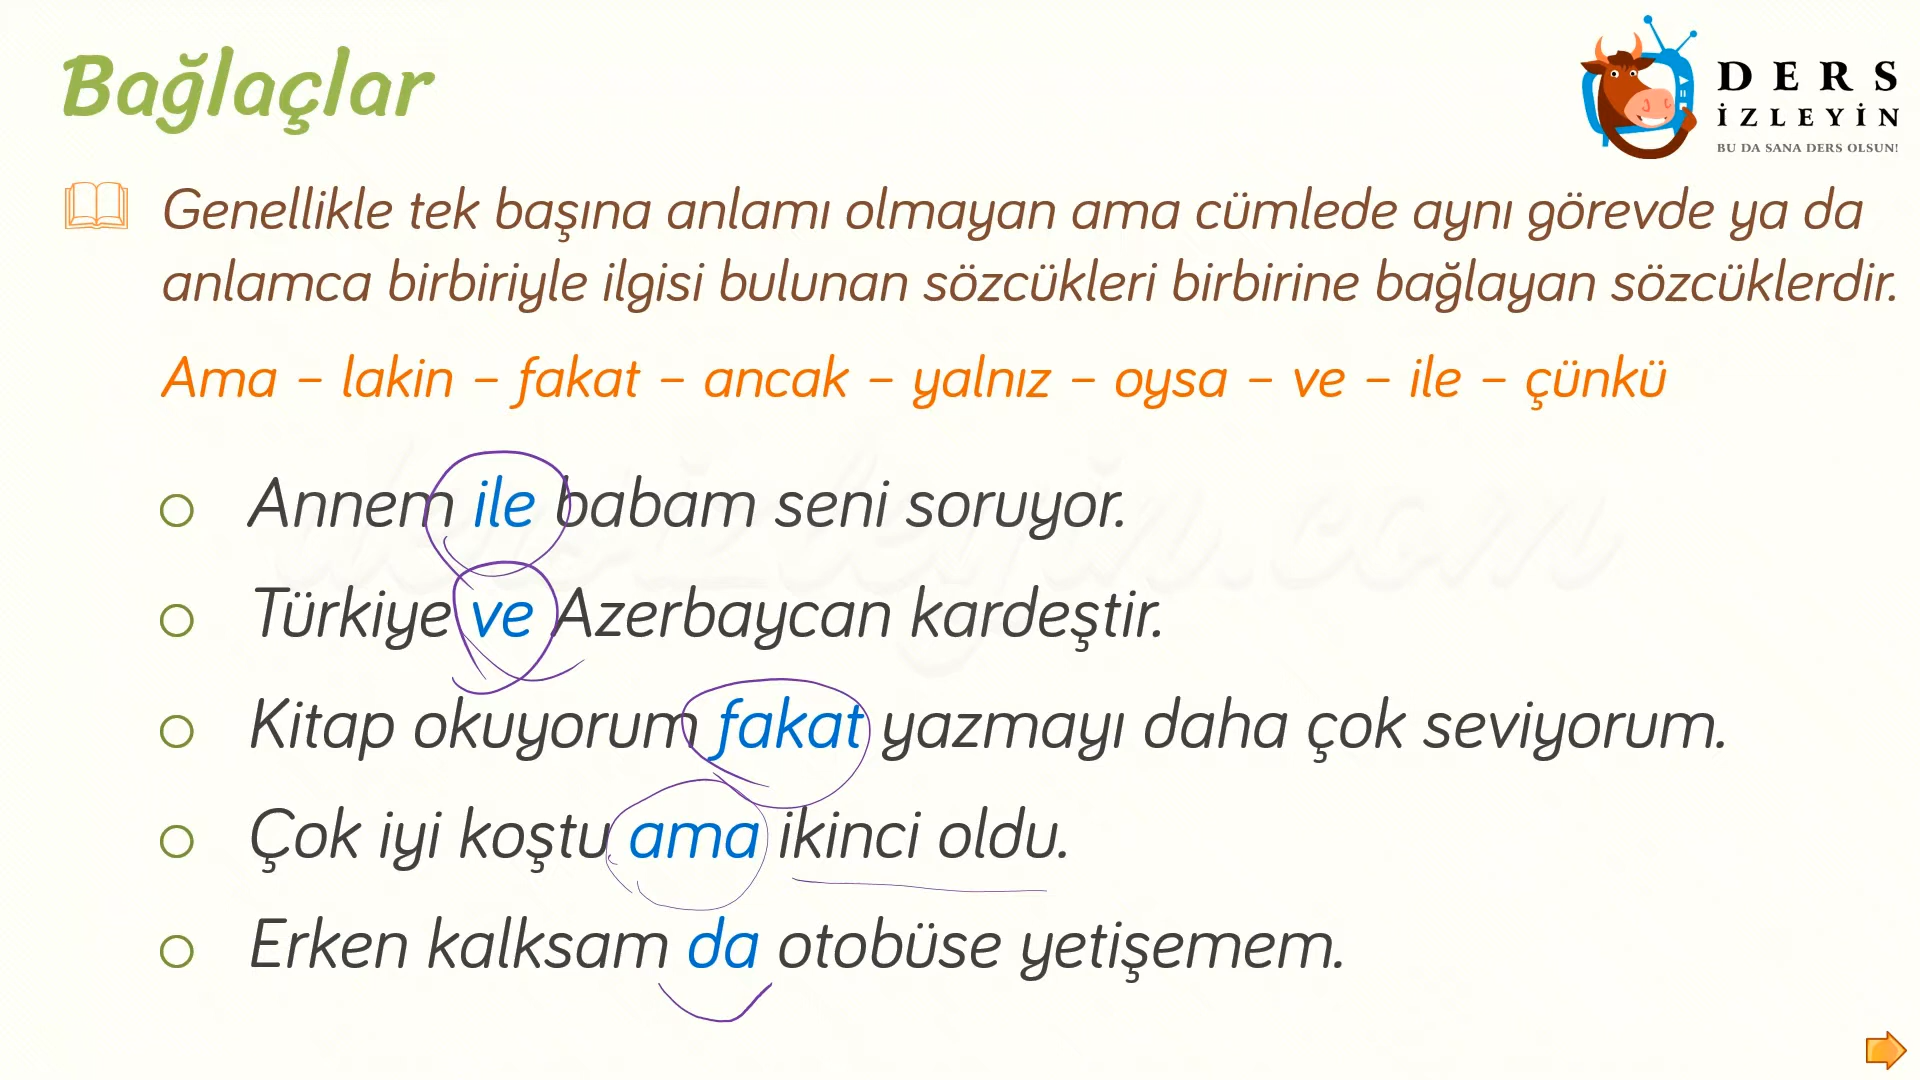 Bağlaçlar
DERS
İZLEYİN
BU DA SANA DERS OLSUN!
Genellikle tek başına anlamı olmayan ama cümlede aynı görevde ya da
anlamca birbiriyle ilgisi bulunan sözcükleri birbirine bağlayan sözcüklerdir.
Ama – lakin – fakat – ancak – yalnız – oysa – ve – ile – çünkü
Annem ile babam seni soruyor.
Türkiye ve Azerbaycan kardeştir.
Kitap okuyorum fakat yazmayı daha çok seviyorum.
Çok iyi koştu ama ikinci oldu.
Erken kalksam da otobüse yetişemem.
dersizleyin.com